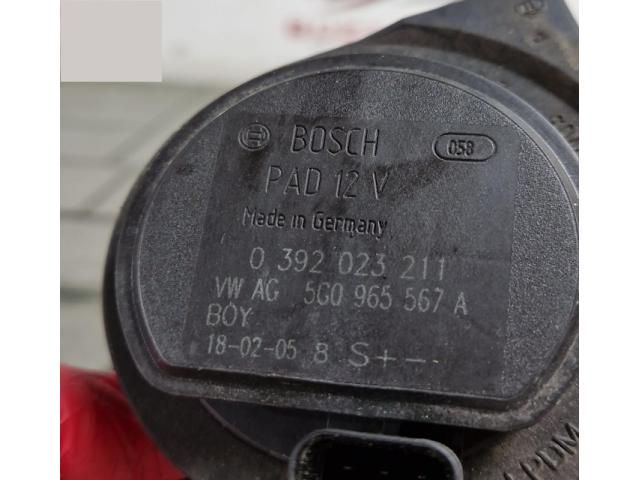 BOSCH 058
PAD 12 V
Made in Germany
0 392 023 211
VW AG 5G0 965 567 A
BOY
18-02-05 8 S+--